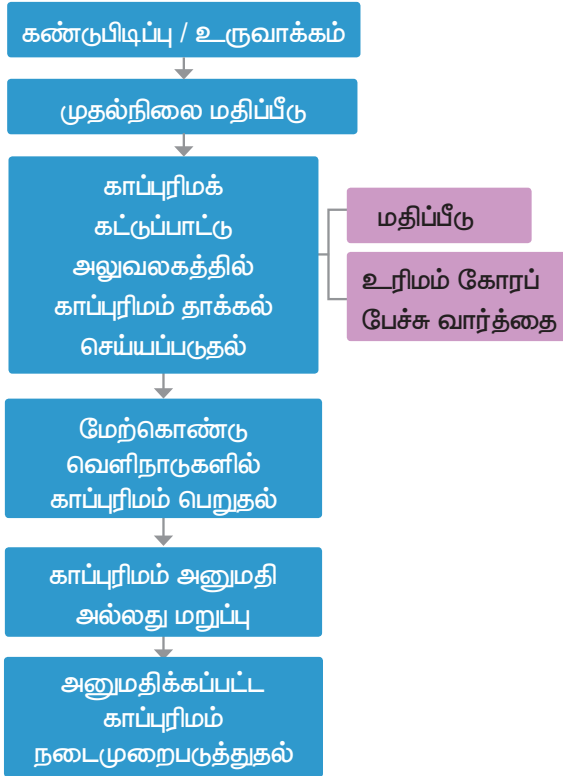 கண்டுபிடிப்பு / உருவாக்கம்
முதல்நிலை மதிப்பீடு
காப்புரிமக்
கட்டுப்பாட்டு
அலுவலகத்தில்
காப்புரிமம் தாக்கல்
செய்யப்படுதல்
மதிப்பீடு
உரிமம் கோரப்
பேச்சு வார்த்தை
மேற்கொண்டு
வெளிநாடுகளில்
காப்புரிமம் பெறுதல்
காப்புரிமம் அனுமதி
அல்லது மறுப்பு
அனுமதிக்கப்பட்ட
காப்புரிமம்
நடைமுறைபடுத்துதல்